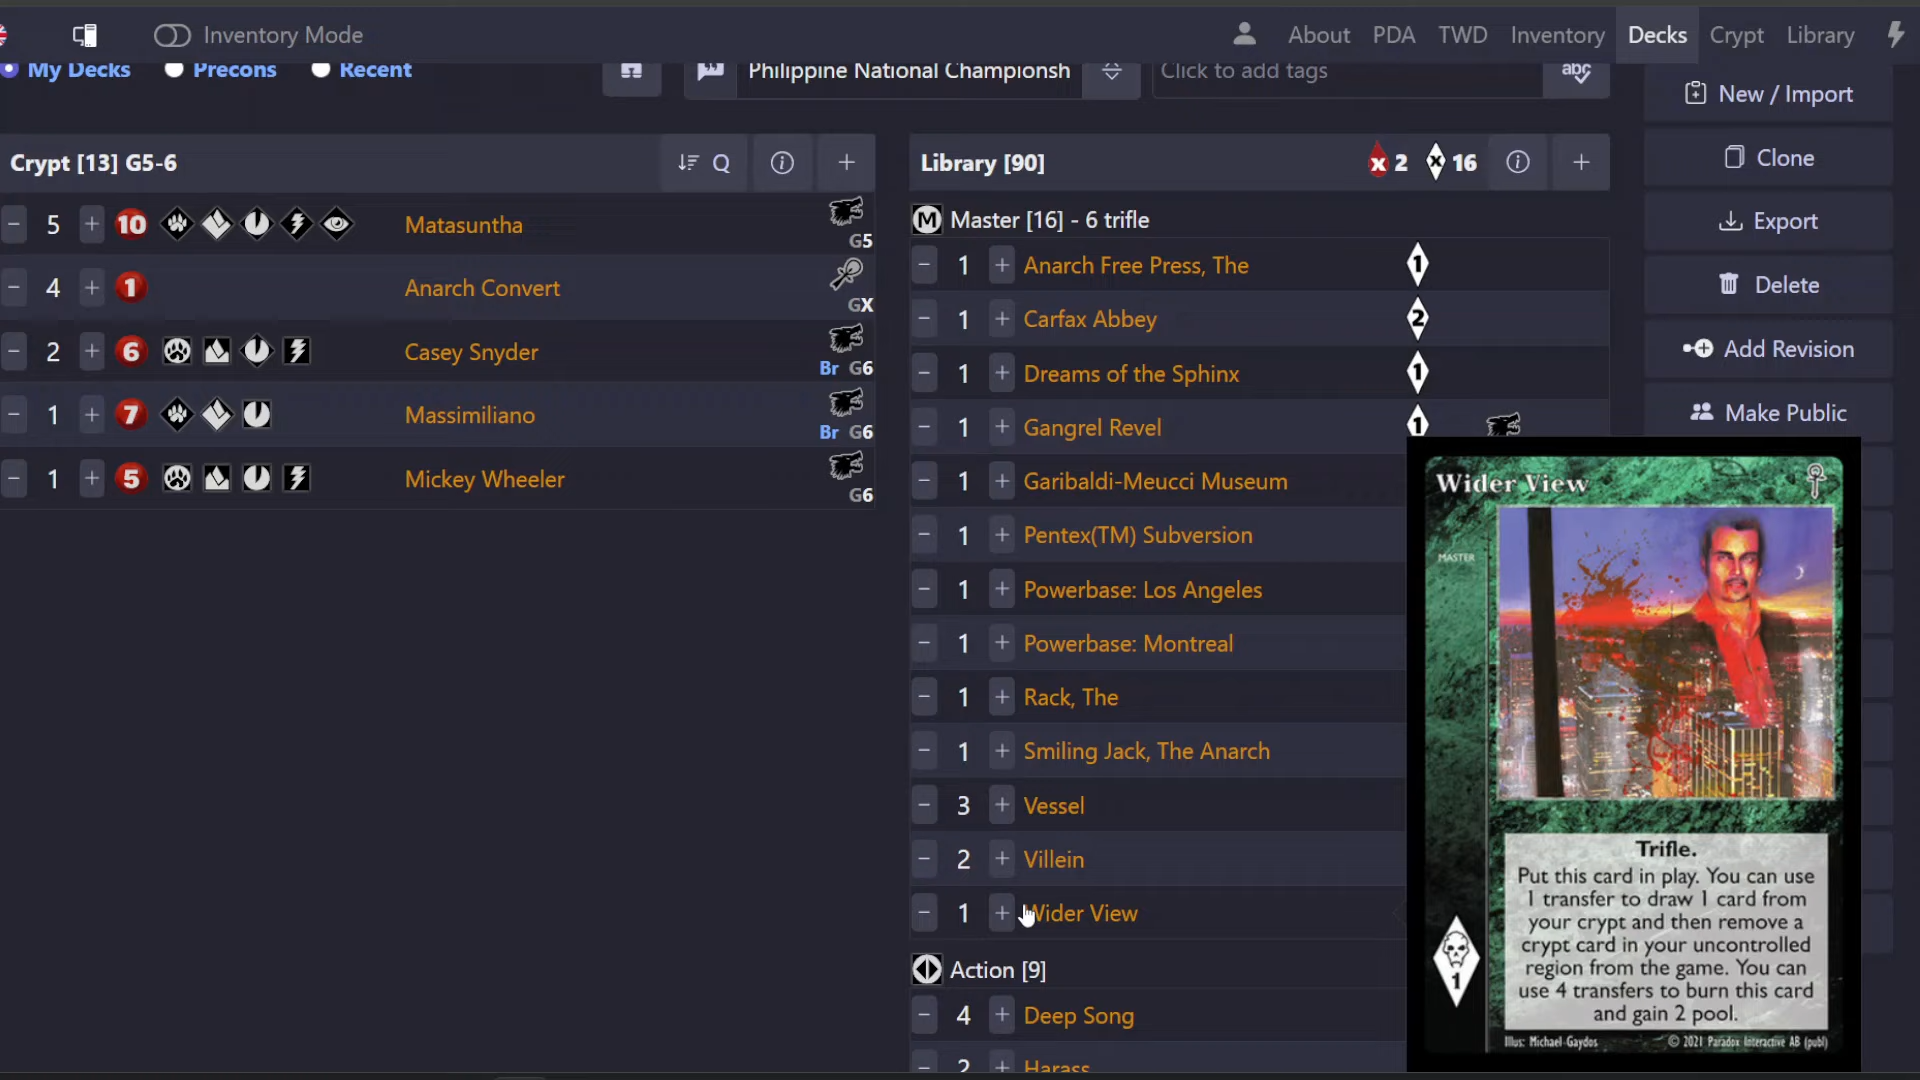 Inventory Mode
About PDA TWD Inventory Decks Crypt Library
My Decks Precons Recent
Philippine National Championsh
Click to add tags
abc
New / Import
Clone
Export
Delete
Add Revision
Make Public
Crypt [13] G5-6
Q
- 5 + 10 Matasuntha G5
- 4 + 1 Anarch Convert GX
- 2 + 6 Casey Snyder Br G6
- 1 + 7 Massimiliano Br G6
- 1 + 5 Mickey Wheeler G6
Library [90] X 2 X 16
M Master [16] - 6 trifle
- 1 + Anarch Free Press, The 1
- 1 + Carfax Abbey 2
- 1 + Dreams of the Sphinx 1
- 1 + Gangrel Revel 1
- 1 + Garibaldi-Meucci Museum
- 1 + Pentex(TM) Subversion
- 1 + Powerbase: Los Angeles
- 1 + Powerbase: Montreal
- 1 + Rack, The
- 1 + Smiling Jack, The Anarch
- 3 + Vessel
- 2 + Villein
- 1 + Wider View
Action [9]
- 4 + Deep Song
- 2 + Harass
Wider View
MASTER
Trifle.
Put this card in play. You can use
1 transfer to draw 1 card from
your crypt and then remove a
crypt card in your uncontrolled
region from the game. You can
use 4 transfers to burn this card
and gain 2 pool.
1
Illus: Michael Gaydos © 2021 Paradox Interactive AB (publ)